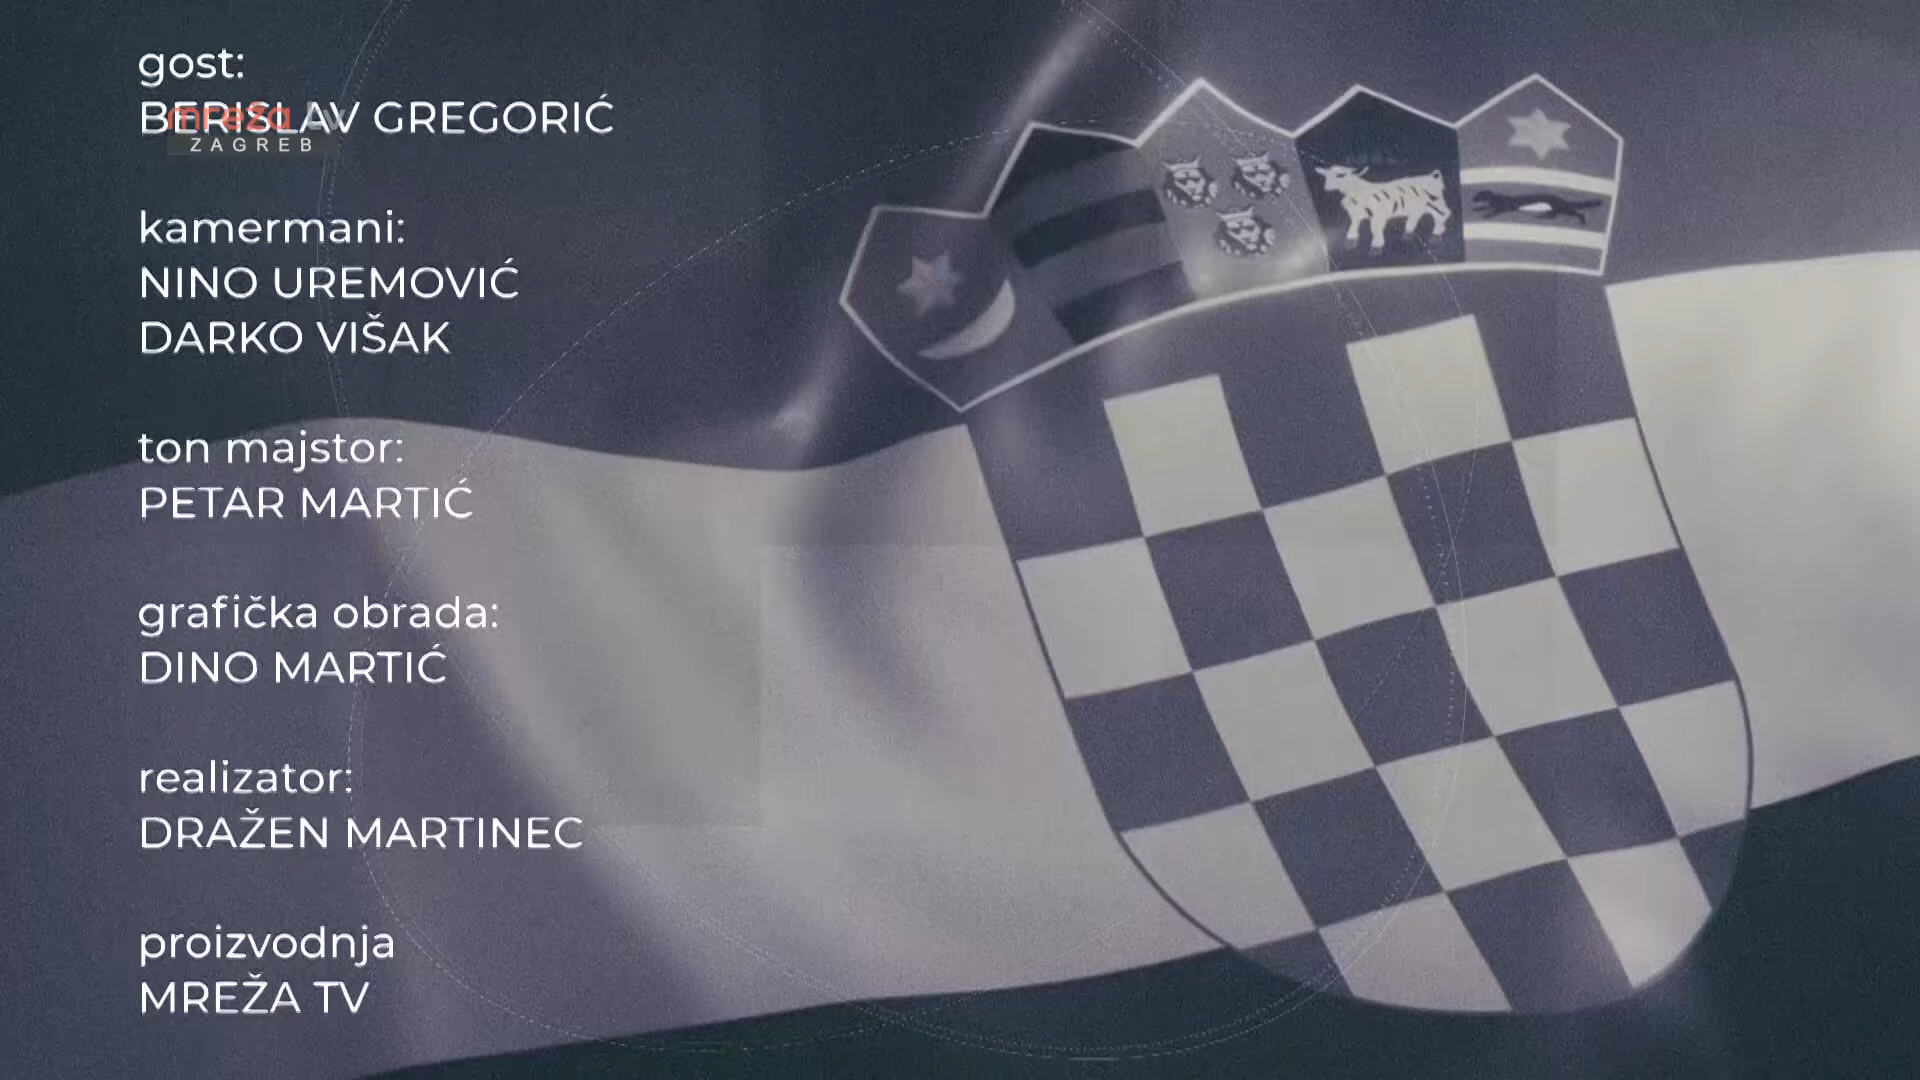 gost:
BERISLAV GREGORIĆ
mreža tv
ZAGREB
kamermani:
NINO UREMOVIĆ
DARKO VIŠAK
ton majstor:
PETAR MARTIĆ
grafička obrada:
DINO MARTIĆ
realizator:
DRAŽEN MARTINEC
proizvodnja
MREŽA TV